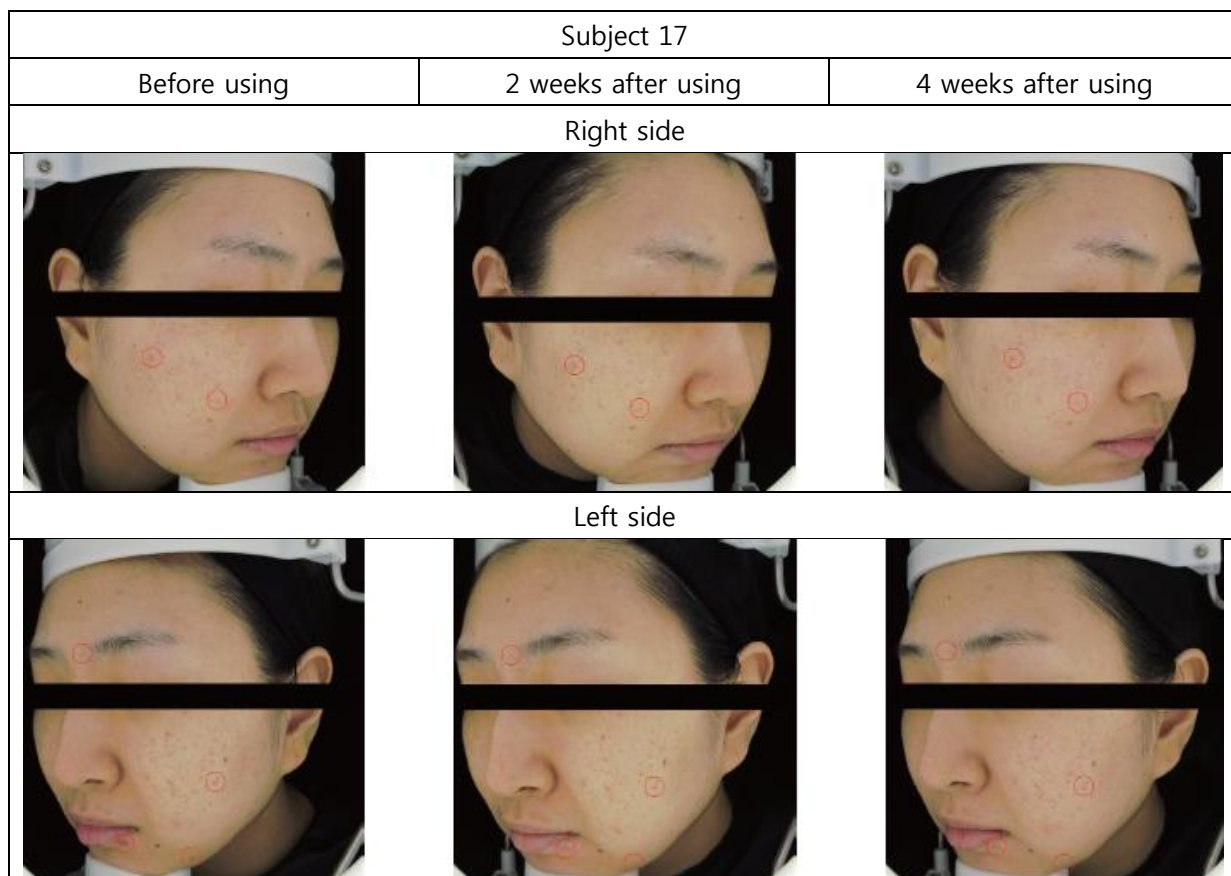 Subject 17
Before using
2 weeks after using
4 weeks after using
Right side
Left side